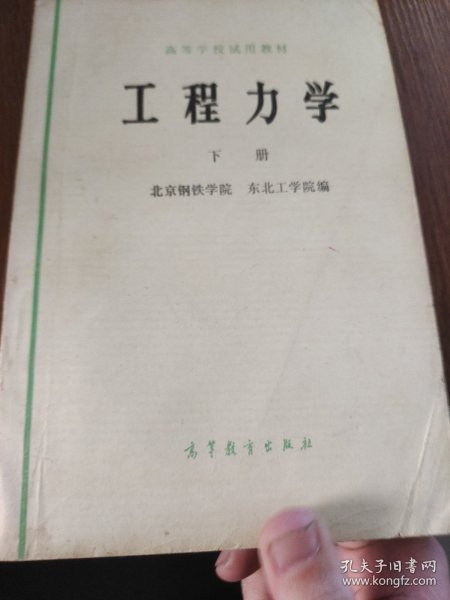 高等学校试用教材
工程力学
下册
北京钢铁学院 东北工学院编
高等教育出版社
孔夫子旧书网
www.kongfz.com